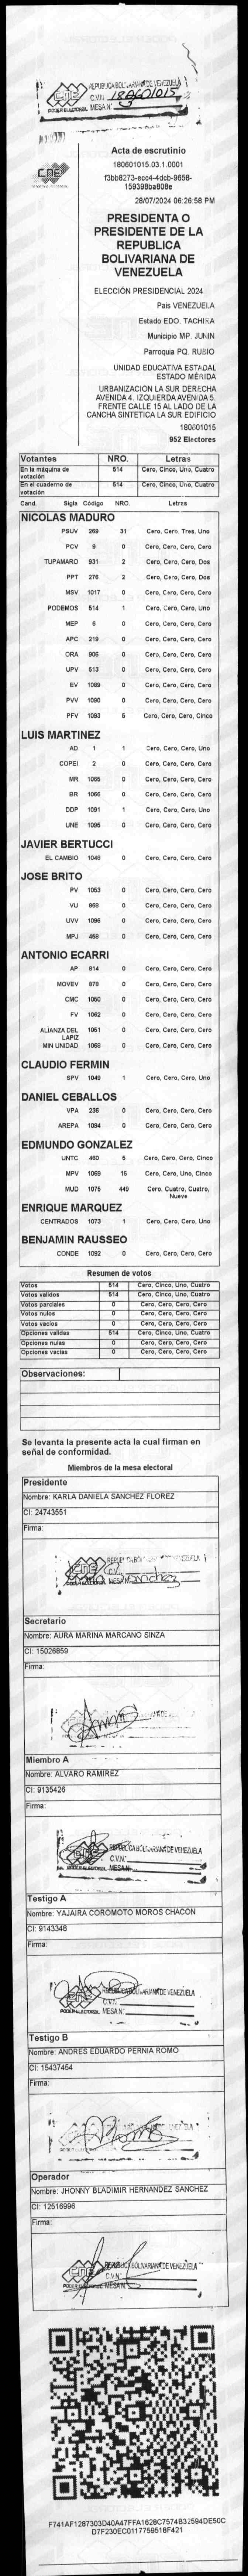 REPUBLICA BOLIVARIANA DE VENEZUELA
CNE
C.V.N. 180601015
PODER ELECTORAL MESA N° 3
CNE
Acta de escrutinio
180601015.03.1.0001
f3bb8273-ecc4-4dcb-9658-
159398ba808e
28/07/2024 06:26:58 PM
PRESIDENTA O
PRESIDENTE DE LA
REPUBLICA
BOLIVARIANA DE
VENEZUELA
ELECCIÓN PRESIDENCIAL 2024
Pais VENEZUELA
Estado EDO. TACHIRA
Municipio MP. JUNIN
Parroquia PQ. RUBIO
UNIDAD EDUCATIVA ESTADAL
ESTADO MÉRIDA
URBANIZACION LA SUR DERECHA
AVENIDA 4. IZQUIERDA AVENIDA 5.
FRENTE CALLE 15 AL LADO DE LA
CANCHA SINTETICA LA SUR EDIFICIO
180601015
952 Electores
Votantes NRO. Letras
En la máquina de votación 514 Cero, Cinco, Uno, Cuatro
En el cuaderno de votación 514 Cero, Cinco, Uno, Cuatro
Cand. Sigla Código NRO. Letras
NICOLAS MADURO
PSUV 269 31 Cero, Cero, Tres, Uno
PCV 9 0 Cero, Cero, Cero, Cero
TUPAMARO 931 2 Cero, Cero, Cero, Dos
PPT 276 2 Cero, Cero, Cero, Dos
MSV 1017 0 Cero, Cero, Cero, Cero
PODEMOS 514 1 Cero, Cero, Cero, Uno
MEP 6 0 Cero, Cero, Cero, Cero
APC 219 0 Cero, Cero, Cero, Cero
ORA 906 0 Cero, Cero, Cero, Cero
UPV 513 0 Cero, Cero, Cero, Cero
EV 1089 0 Cero, Cero, Cero, Cero
PVV 1090 0 Cero, Cero, Cero, Cero
PFV 1093 5 Cero, Cero, Cero, Cinco
LUIS MARTINEZ
AD 1 1 Cero, Cero, Cero, Uno
COPEI 2 0 Cero, Cero, Cero, Cero
MR 1065 0 Cero, Cero, Cero, Cero
BR 1066 0 Cero, Cero, Cero, Cero
DDP 1091 1 Cero, Cero, Cero, Uno
UNE 1095 0 Cero, Cero, Cero, Cero
JAVIER BERTUCCI
EL CAMBIO 1048 0 Cero, Cero, Cero, Cero
JOSE BRITO
PV 1053 0 Cero, Cero, Cero, Cero
VU 968 0 Cero, Cero, Cero, Cero
UVV 1096 0 Cero, Cero, Cero, Cero
MPJ 458 0 Cero, Cero, Cero, Cero
ANTONIO ECARRI
AP 814 0 Cero, Cero, Cero, Cero
MOVEV 878 0 Cero, Cero, Cero, Cero
CMC 1050 0 Cero, Cero, Cero, Cero
FV 1062 0 Cero, Cero, Cero, Cero
ALIANZA DEL LAPIZ 1051 0 Cero, Cero, Cero, Cero
MIN UNIDAD 1068 0 Cero, Cero, Cero, Cero
CLAUDIO FERMIN
SPV 1049 1 Cero, Cero, Cero, Uno
DANIEL CEBALLOS
VPA 236 0 Cero, Cero, Cero, Cero
AREPA 1094 0 Cero, Cero, Cero, Cero
EDMUNDO GONZALEZ
UNTC 460 5 Cero, Cero, Cero, Cinco
MPV 1069 15 Cero, Cero, Uno, Cinco
MUD 1075 449 Cero, Cuatro, Cuatro, Nueve
ENRIQUE MARQUEZ
CENTRADOS 1073 1 Cero, Cero, Cero, Uno
BENJAMIN RAUSSEO
CONDE 1092 0 Cero, Cero, Cero, Cero
Resumen de votos
Votos 514 Cero, Cinco, Uno, Cuatro
Votos validos 514 Cero, Cinco, Uno, Cuatro
Votos parciales 0 Cero, Cero, Cero, Cero
Votos nulos 0 Cero, Cero, Cero, Cero
Votos vacios 0 Cero, Cero, Cero, Cero
Opciones validas 514 Cero, Cinco, Uno, Cuatro
Opciones nulas 0 Cero, Cero, Cero, Cero
Opciones vacias 0 Cero, Cero, Cero, Cero
Observaciones:
Se levanta la presente acta la cual firman en
señal de conformidad.
Miembros de la mesa electoral
Presidente
Nombre: KARLA DANIELA SANCHEZ FLOREZ
CI: 24743551
Firma:
Secretario
Nombre: AURA MARINA MARCANO SINZA
CI: 15026859
Firma:
Miembro A
Nombre: ALVARO RAMIREZ
CI: 9135426
Firma:
REPUBLICA BOLIVARIANA DE VENEZUELA
C.V.N°
MESA N°
Testigo A
Nombre: YAJAIRA COROMOTO MOROS CHACON
CI: 9143348
Firma:
CNE REPUBLICA BOLIVARIANA DE VENEZUELA
C.V.N°
PODER ELECTORAL MESA N°
Testigo B
Nombre: ANDRES EDUARDO PERNIA ROMO
CI: 15437454
Firma:
Operador
Nombre: JHONNY BLADIMIR HERNANDEZ SANCHEZ
CI: 12516996
Firma:
CNE REPUBLICA BOLIVARIANA DE VENEZUELA
C.V.N°
PODER ELECTORAL MESA N°
F741AF1287303D40A47FFA1628C7574B32594DE50C
D7F230EC0117759518F421